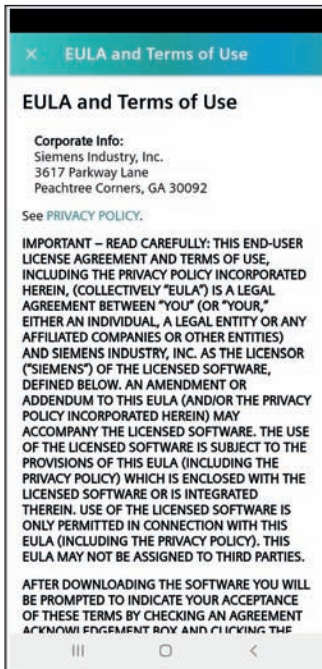 × EULA and Terms of Use
EULA and Terms of Use
Corporate Info:
Siemens Industry, Inc.
3617 Parkway Lane
Peachtree Corners, GA 30092
See PRIVACY POLICY.
IMPORTANT – READ CAREFULLY: THIS END-USER
LICENSE AGREEMENT AND TERMS OF USE,
INCLUDING THE PRIVACY POLICY INCORPORATED
HEREIN, (COLLECTIVELY "EULA") IS A LEGAL
AGREEMENT BETWEEN "YOU" (OR "YOUR,"
EITHER AN INDIVIDUAL, A LEGAL ENTITY OR ANY
AFFILIATED COMPANIES OR OTHER ENTITIES)
AND SIEMENS INDUSTRY, INC. AS THE LICENSOR
("SIEMENS") OF THE LICENSED SOFTWARE,
DEFINED BELOW. AN AMENDMENT OR
ADDENDUM TO THIS EULA (AND/OR THE PRIVACY
POLICY INCORPORATED HEREIN) MAY
ACCOMPANY THE LICENSED SOFTWARE. THE USE
OF THE LICENSED SOFTWARE IS SUBJECT TO THE
PROVISIONS OF THIS EULA (INCLUDING THE
PRIVACY POLICY) WHICH IS ENCLOSED WITH THE
LICENSED SOFTWARE OR IS INTEGRATED
THEREIN. USE OF THE LICENSED SOFTWARE IS
ONLY PERMITTED IN CONNECTION WITH THIS
EULA (INCLUDING THE PRIVACY POLICY). THIS
EULA MAY NOT BE ASSIGNED TO THIRD PARTIES.
AFTER DOWNLOADING THE SOFTWARE YOU WILL
BE PROMPTED TO INDICATE YOUR ACCEPTANCE
OF THESE TERMS BY CHECKING AN AGREEMENT
ACKNOWLEDGEMENT BOX AND CLICKING THE